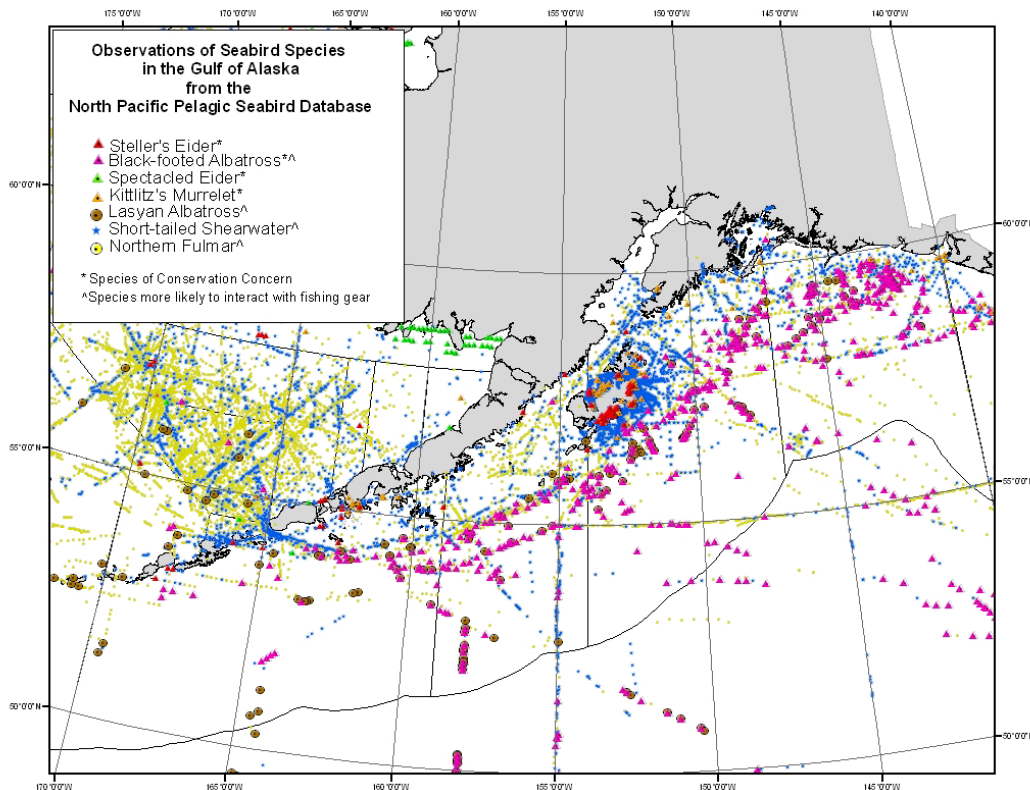 175°0'0"W 170°0'0"W 165°0'0"W 160°0'0"W 155°0'0"W 150°0'0"W 145°0'0"W 140°0'0"W
Observations of Seabird Species
in the Gulf of Alaska
from the
North Pacific Pelagic Seabird Database
Steller's Eider*
Black-footed Albatross*^
Spectacled Eider*
Kittlitz's Murrelet*
Lasyan Albatross^
Short-tailed Shearwater^
Northern Fulmar^
*Species of Conservation Concern
^Species more likely to interact with fishing gear
60°0'0"N
60°0'0"N
55°0'0"N
55°0'0"N
50°0'0"N
50°0'0"N
170°0'0"W 165°0'0"W 160°0'0"W 155°0'0"W 150°0'0"W 145°0'0"W